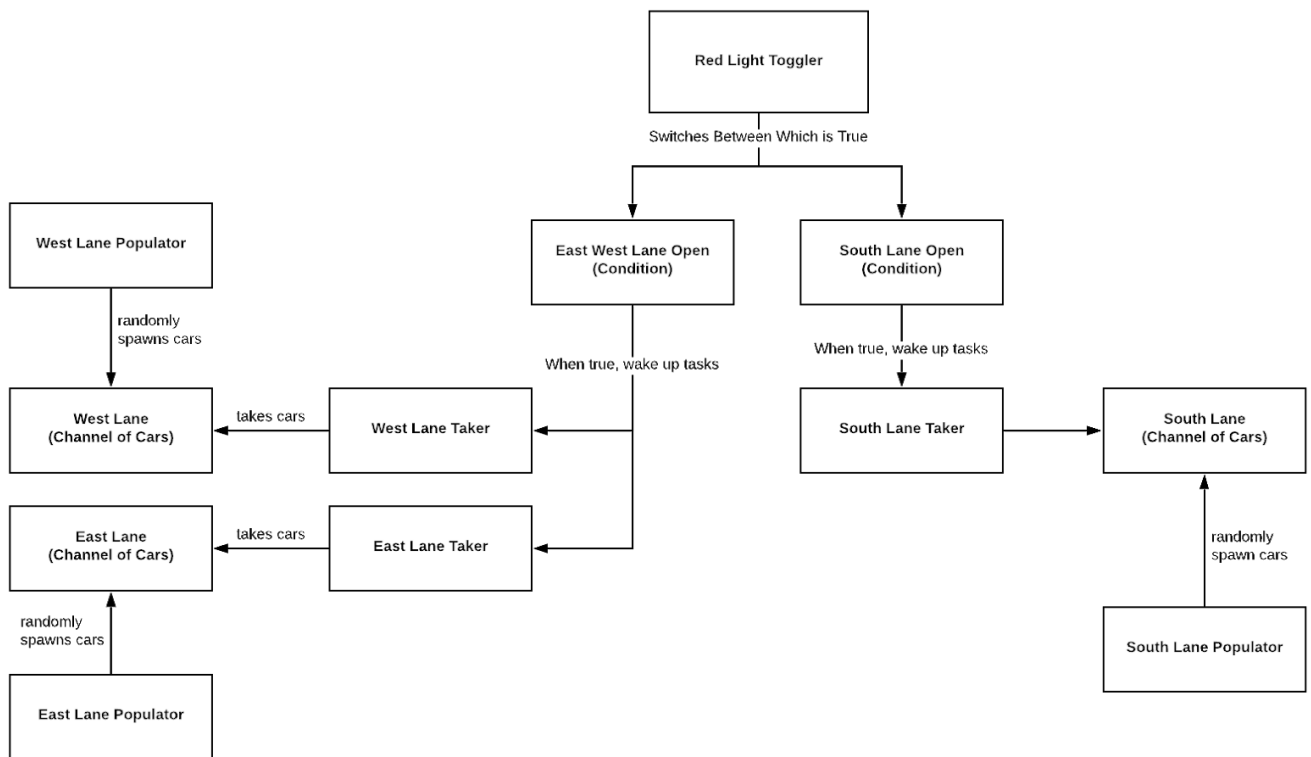 Red Light Toggler
Switches Between Which is True
West Lane Populator
East West Lane Open
(Condition)
South Lane Open
(Condition)
randomly
spawns cars
When true, wake up tasks
When true, wake up tasks
West Lane
(Channel of Cars)
takes cars
West Lane Taker
South Lane Taker
South Lane
(Channel of Cars)
East Lane
(Channel of Cars)
takes cars
East Lane Taker
randomly
spawn cars
randomly
spawns cars
South Lane Populator
East Lane Populator